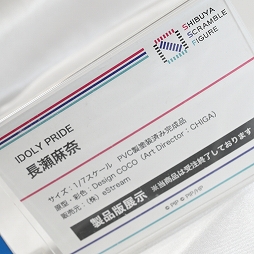 SHIBUYA
SCRAMBLE
FIGURE
IDOLY PRIDE
長瀬麻奈
サイズ:1/7スケール PVC製塗装済み完成品
原型・彩色:Design COCO (Art Director:CHIGA)
販売元:(株) eStream
製品版展示 ※当商品は受注終了しております
© PIP © PIP/HP